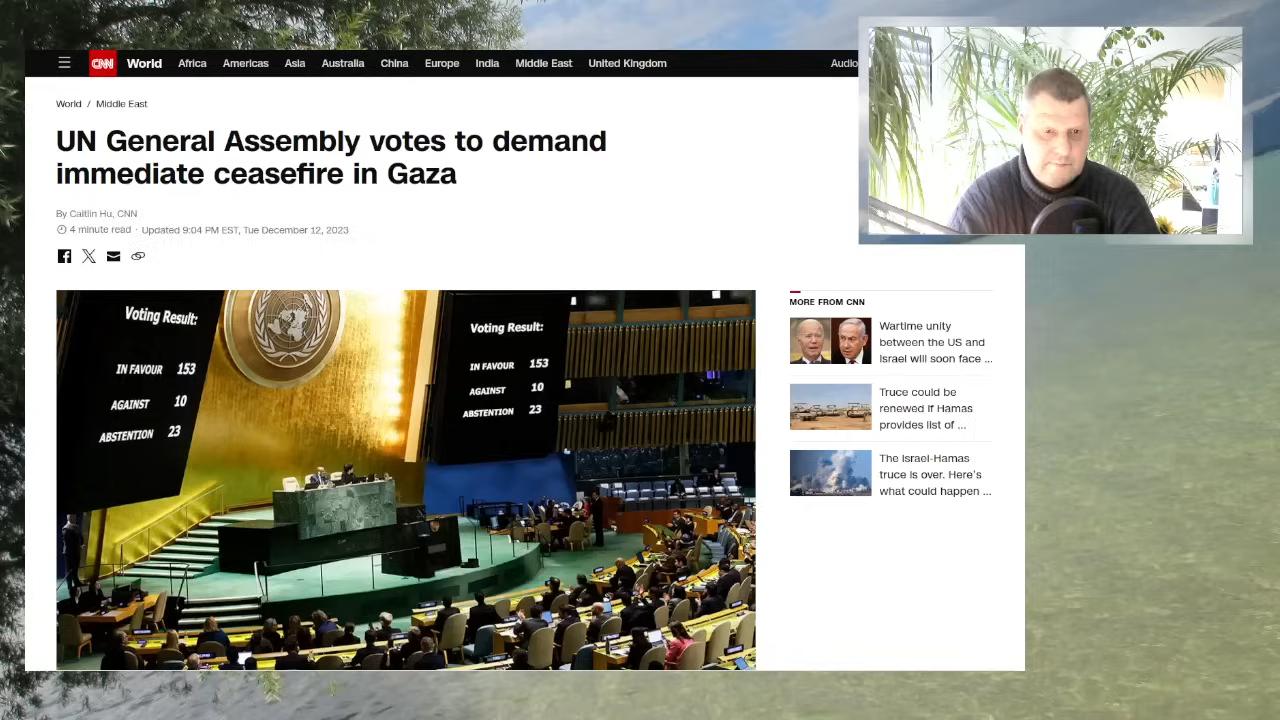 CNN World Africa Americas Asia Australia China Europe India Middle East United Kingdom Audio
World / Middle East
UN General Assembly votes to demand
immediate ceasefire in Gaza
By Caitlin Hu, CNN
4 minute read · Updated 9:04 PM EST, Tue December 12, 2023
Voting Result:
IN FAVOUR 153
AGAINST 10
ABSTENTION 23
Voting Result:
IN FAVOUR 153
AGAINST 10
ABSTENTION 23
MORE FROM CNN
Wartime unity
between the US and
Israel will soon face ...
Truce could be
renewed if Hamas
provides list of ...
The Israel-Hamas
truce is over. Here's
what could happen ...